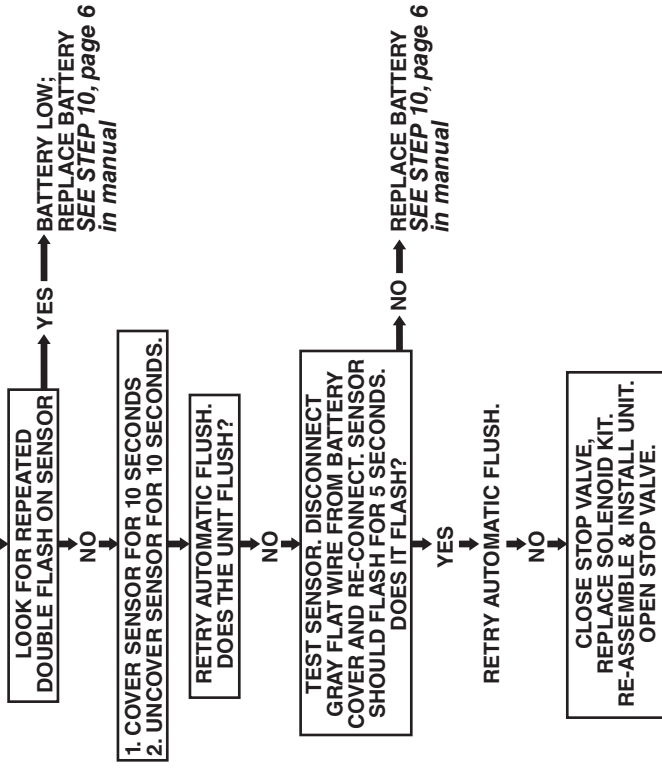 LOOK FOR REPEATED
DOUBLE FLASH ON SENSOR
YES
BATTERY LOW;
REPLACE BATTERY
SEE STEP 10, page 6
in manual
NO
1. COVER SENSOR FOR 10 SECONDS
2. UNCOVER SENSOR FOR 10 SECONDS.
RETRY AUTOMATIC FLUSH.
DOES THE UNIT FLUSH?
NO
TEST SENSOR. DISCONNECT
GRAY FLAT WIRE FROM BATTERY
COVER AND RE-CONNECT. SENSOR
SHOULD FLASH FOR 5 SECONDS.
DOES IT FLASH?
NO
REPLACE BATTERY
SEE STEP 10, page 6
in manual
YES
RETRY AUTOMATIC FLUSH.
NO
CLOSE STOP VALVE,
REPLACE SOLENOID KIT.
RE-ASSEMBLE & INSTALL UNIT.
OPEN STOP VALVE.